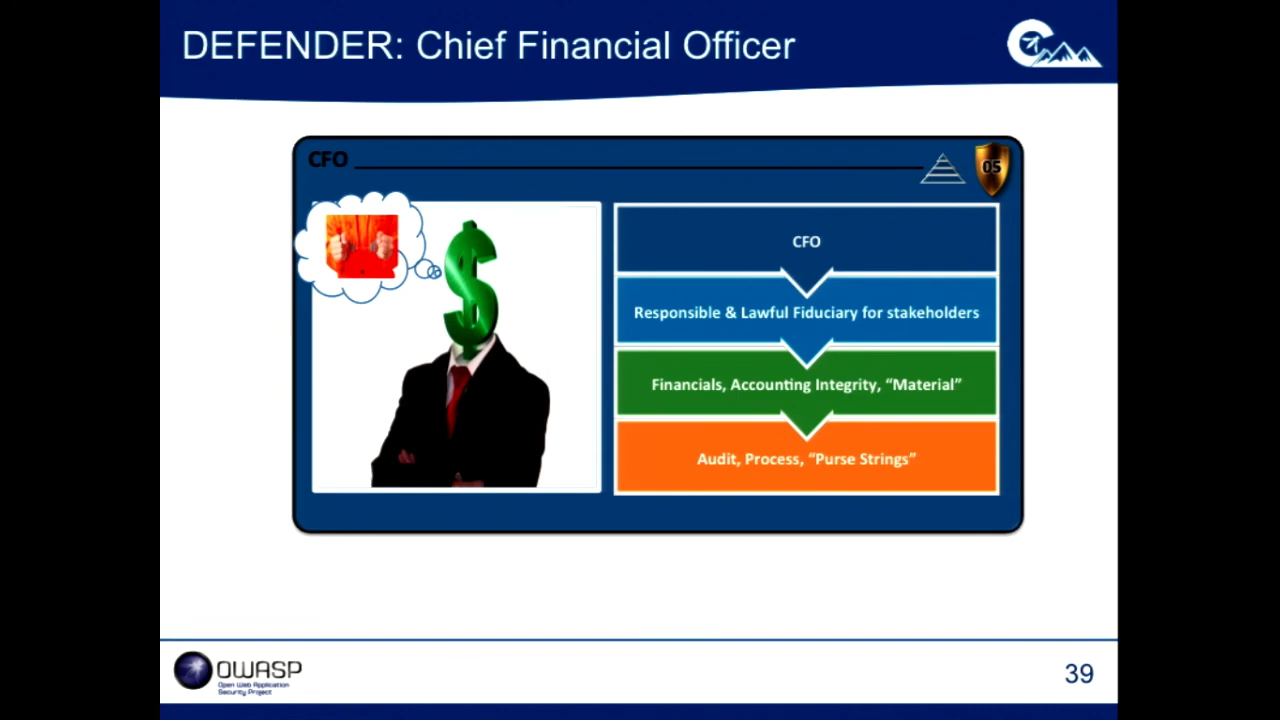 DEFENDER: Chief Financial Officer
CFO
05
CFO
Responsible & Lawful Fiduciary for stakeholders
Financials, Accounting Integrity, “Material”
Audit, Process, “Purse Strings”
OWASP
Open Web Application
Security Project
39